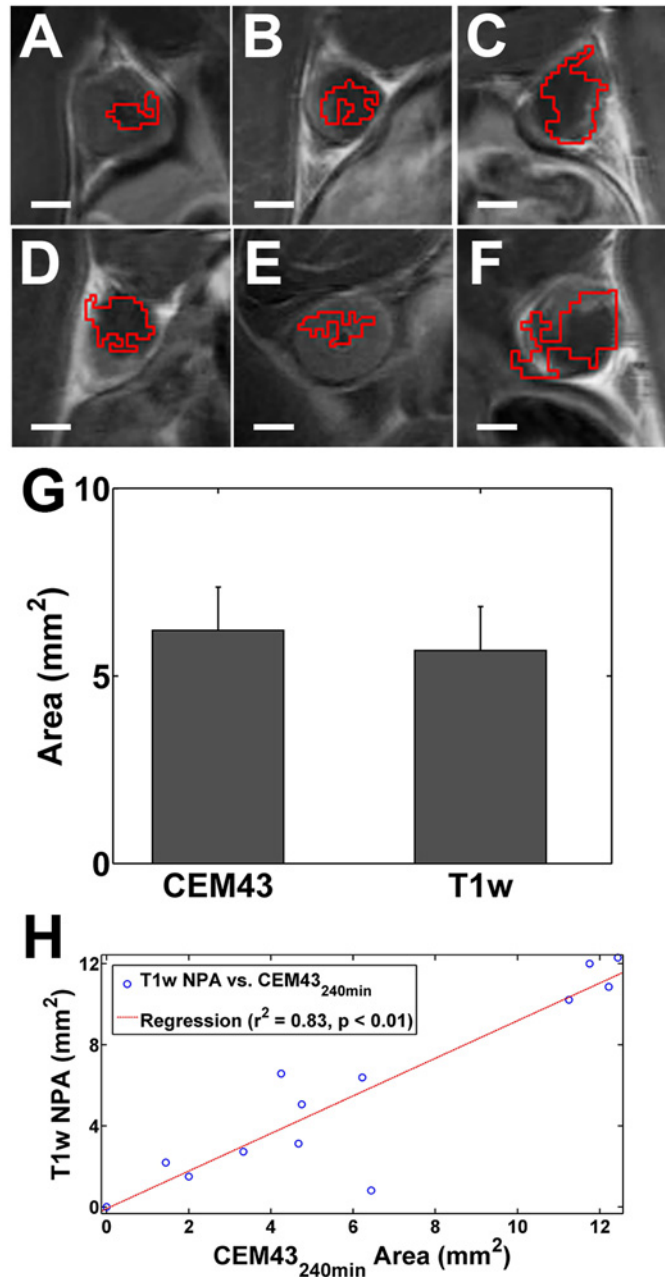 A B C
D E F
G
10
5
0
Area (mm²)
CEM43 T1w
H
T1w NPA vs. CEM43₂₄₀ₘᵢₙ
Regression (r² = 0.83, p < 0.01)
12
8
4
0
T1w NPA (mm²)
0 2 4 6 8 10 12
CEM43₂₄₀ₘᵢₙ Area (mm²)